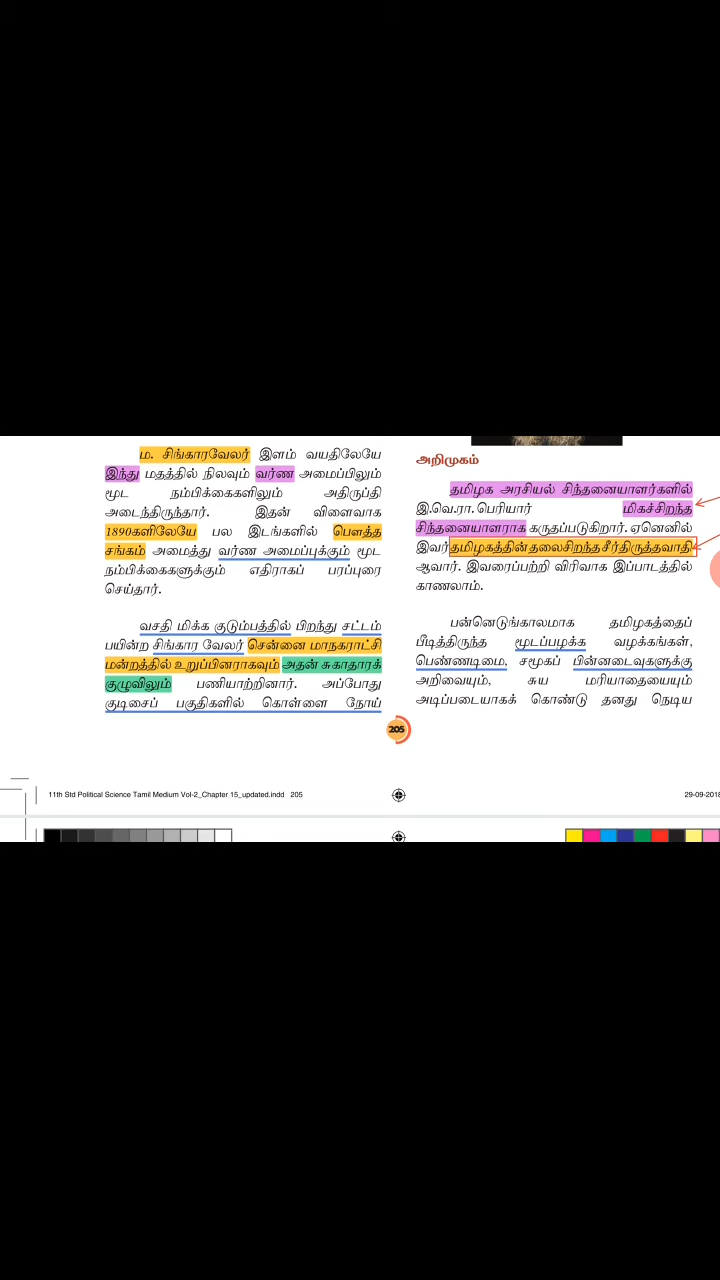 ம. சிங்காரவேலர் இளம் வயதிலேயே
இந்து மதத்தில் நிலவும் வர்ண அமைப்பிலும்
மூட நம்பிக்கைகளிலும் அதிருப்தி
அடைந்திருந்தார். இதன் விளைவாக
1890களிலேயே பல இடங்களில் பௌத்த
சங்கம் அமைத்து வர்ண அமைப்புக்கும் மூட
நம்பிக்கைகளுக்கும் எதிராகப் பரப்புரை
செய்தார்.
வசதி மிக்க குடும்பத்தில் பிறந்து சட்டம்
பயின்ற சிங்கார வேலர் சென்னை மாநகராட்சி
மன்றத்தில் உறுப்பினராகவும் அதன் சுகாதாரக்
குழுவிலும் பணியாற்றினார். அப்போது
குடிசைப் பகுதிகளில் கொள்ளை நோய்
அறிமுகம்
தமிழக அரசியல் சிந்தனையாளர்களில்
இ.வெ.ரா. பெரியார் மிகச்சிறந்த
சிந்தனையாளராக கருதப்படுகிறார். ஏனெனில்
இவர் தமிழகத்தின் தலைசிறந்த சீர்திருத்தவாதி
ஆவார். இவரைப்பற்றி விரிவாக இப்பாடத்தில்
காணலாம்.
பன்னெடுங்காலமாக தமிழகத்தைப்
பீடித்திருந்த மூடப்பழக்க வழக்கங்கள்,
பெண்ணடிமை, சமூகப் பின்னடைவுகளுக்கு
அறிவையும், சுய மரியாதையையும்
அடிப்படையாகக் கொண்டு தனது நெடிய
205
11th Std Political Science Tamil Medium Vol-2_Chapter 15_updated.indd 205
29-09-2018